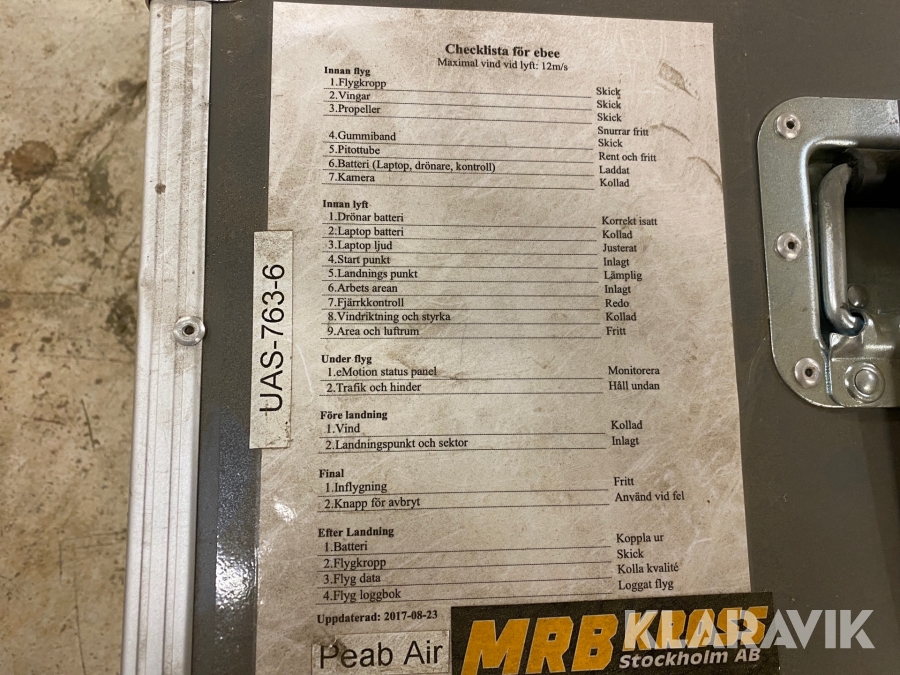 Checklista för ebee
Maximal vind vid lyft: 12m/s
Innan flyg
1.Flygkropp Skick
2.Vingar Skick
3.Propeller Skick
Snurrar fritt
4.Gummiband Skick
5.Pitottube Rent och fritt
6.Batteri (Laptop, drönare, kontroll) Laddat
7.Kamera Kollad
Innan lyft
1.Drönar batteri Korrekt isatt
2.Laptop batteri Kollad
3.Laptop ljud Justerat
4.Start punkt Inlagt
5.Landnings punkt Lämplig
6.Arbets arean Inlagt
7.Fjärrkkontroll Redo
8.Vindriktning och styrka Kollad
9.Area och luftrum Fritt
Under flyg
1.eMotion status panel Monitorera
2.Trafik och hinder Håll undan
Före landning
1.Vind Kollad
2.Landningspunkt och sektor Inlagt
Final
1.Inflygning Fritt
2.Knapp för avbryt Använd vid fel
Efter Landning
1.Batteri Koppla ur
2.Flygkropp Skick
3.Flyg data Kolla kvalité
4.Flyg loggbok Loggat flyg
Uppdaterad: 2017-08-23
UAS-763-6
Peab Air
MRB KROSS
Stockholm AB
KLARAVIK